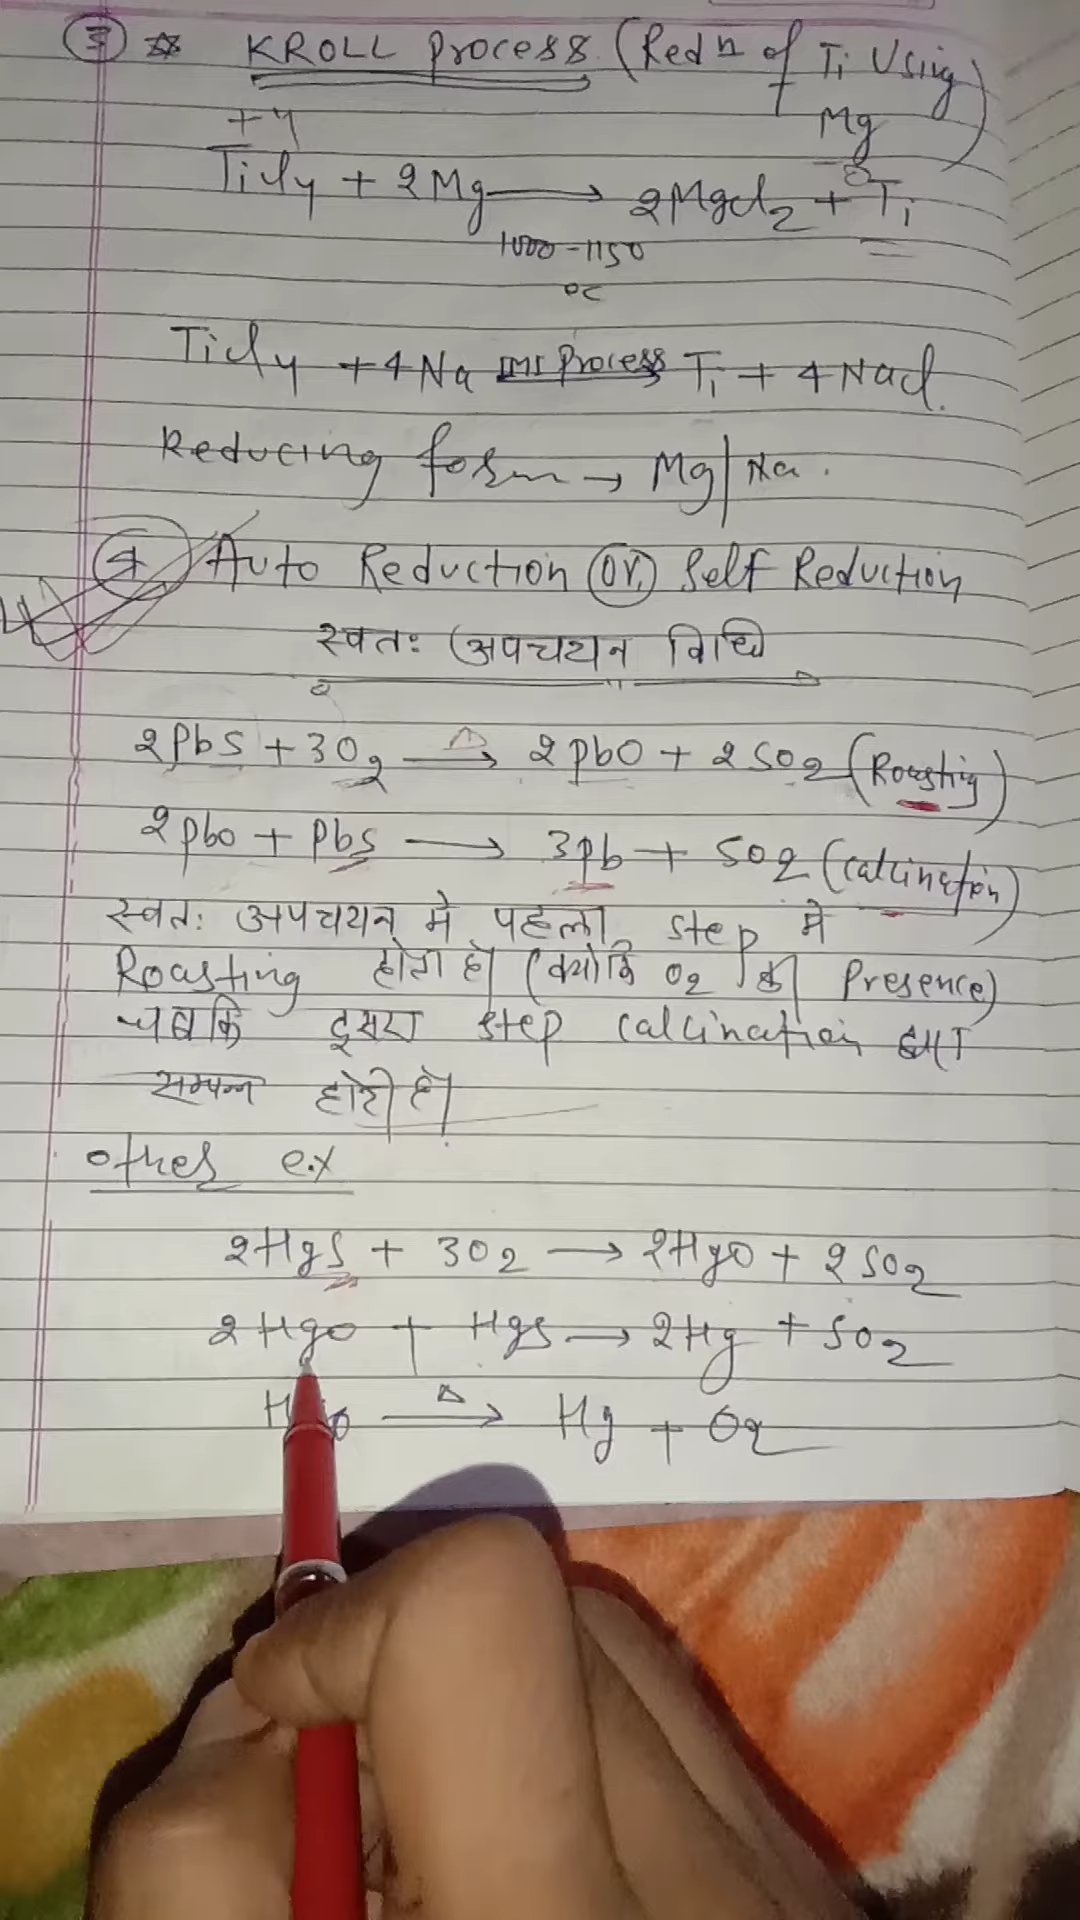 ③ ☆ KROLL process (Redn of Ti Using Mg)
+4
TiCl4 + 2Mg → 2MgCl2 + Ti
0
1000-1150
°C
TiCl4 + 4Na IMI Process → Ti + 4NaCl.
Reducing form → Mg/Na.
④ Auto Reduction (or) Self Reduction
स्वतः (अपचयन विधि
2PbS + 3O2 △→ 2PbO + 2SO2 (Roasting)
2PbO + PbS → 3Pb + SO2 (Calcination)
स्वतः अपचयन मे पहला step मे
Roasting होता है (क्योकि O2 की Presence)
जबकि दूसरा step calcination द्वारा
सम्पन्न होती है।
other ex
2HgS + 3O2 → 2HgO + 2SO2
2HgO + HgS → 2Hg + SO2
△→ Hg + O2